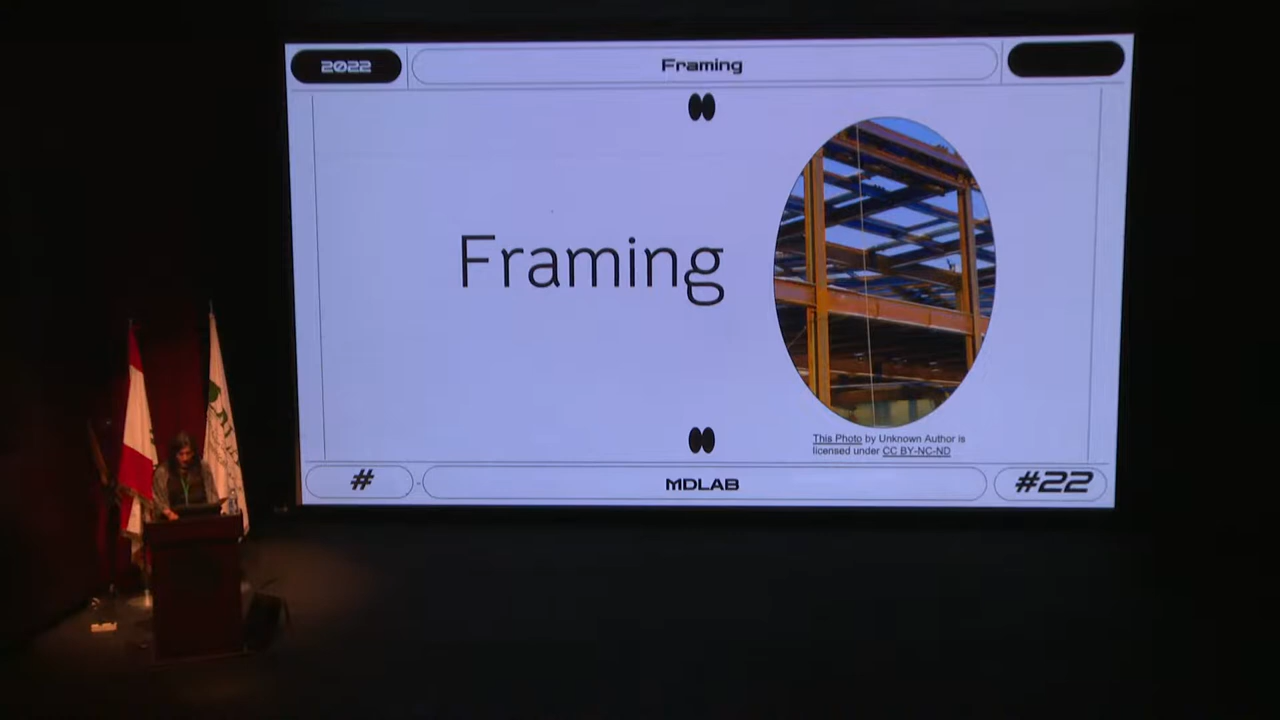 2022
Framing
Framing
This Photo by Unknown Author is
licensed under CC BY-NC-ND
#
MDLAB
#22